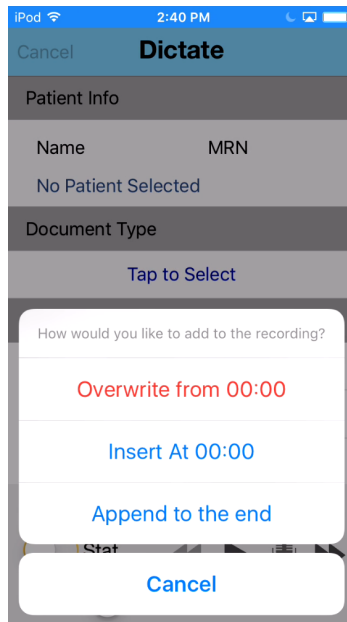 iPod 2:40 PM
Cancel Dictate
Patient Info
Name MRN
No Patient Selected
Document Type
Tap to Select
How would you like to add to the recording?
Overwrite from 00:00
Insert At 00:00
Append to the end
Stat
Cancel